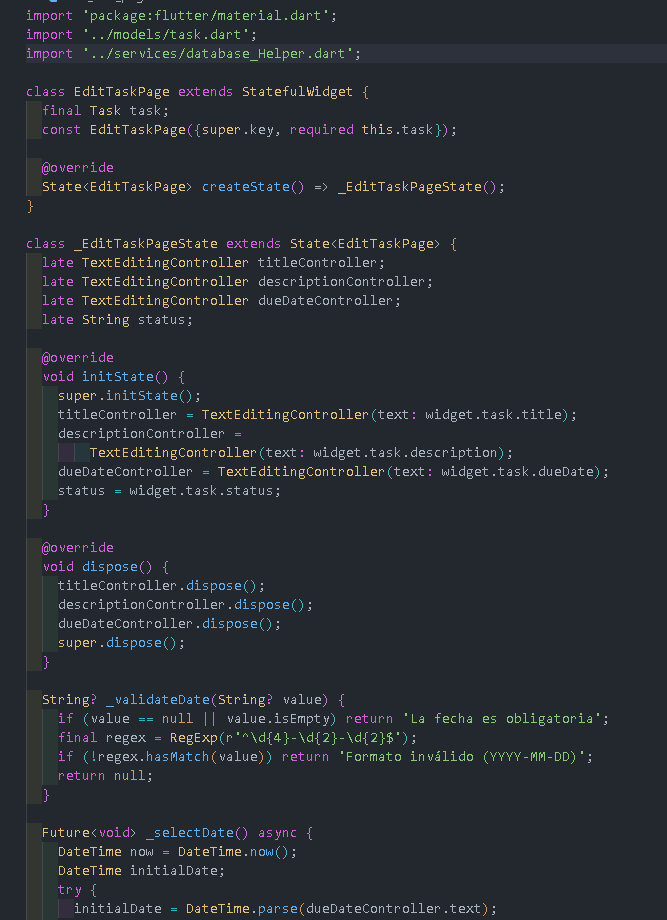 import 'package:flutter/material.dart';
import '../models/task.dart';
import '../services/database_Helper.dart';
class EditTaskPage extends StatefulWidget {
final Task task;
const EditTaskPage({super.key, required this.task});
@override
State<EditTaskPage> createState() => _EditTaskPageState();
}
class _EditTaskPageState extends State<EditTaskPage> {
late TextEditingController titleController;
late TextEditingController descriptionController;
late TextEditingController dueDateController;
late String status;
@override
void initState() {
super.initState();
titleController = TextEditingController(text: widget.task.title);
descriptionController =
TextEditingController(text: widget.task.description);
dueDateController = TextEditingController(text: widget.task.dueDate);
status = widget.task.status;
}
@override
void dispose() {
titleController.dispose();
descriptionController.dispose();
dueDateController.dispose();
super.dispose();
}
String? _validateDate(String? value) {
if (value == null || value.isEmpty) return 'La fecha es obligatoria';
final regex = RegExp(r'^\d{4}-\d{2}-\d{2}$');
if (!regex.hasMatch(value)) return 'Formato inválido (YYYY-MM-DD)';
return null;
}
Future<void> _selectDate() async {
DateTime now = DateTime.now();
DateTime initialDate;
try {
initialDate = DateTime.parse(dueDateController.text);